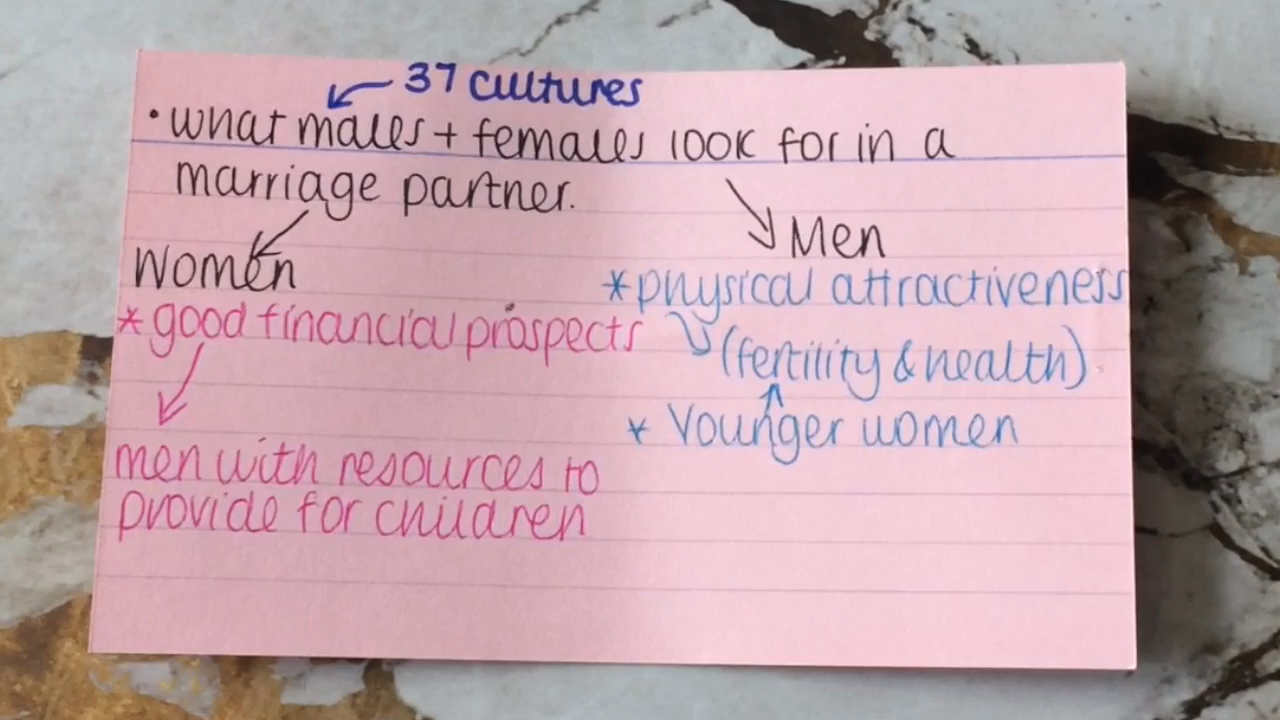 37 cultures
• what males + females look for in a
marriage partner.
Women
* good financial prospects
men with resources to
provide for children
Men
* physical attractiveness
(fertility & health)
* Younger women